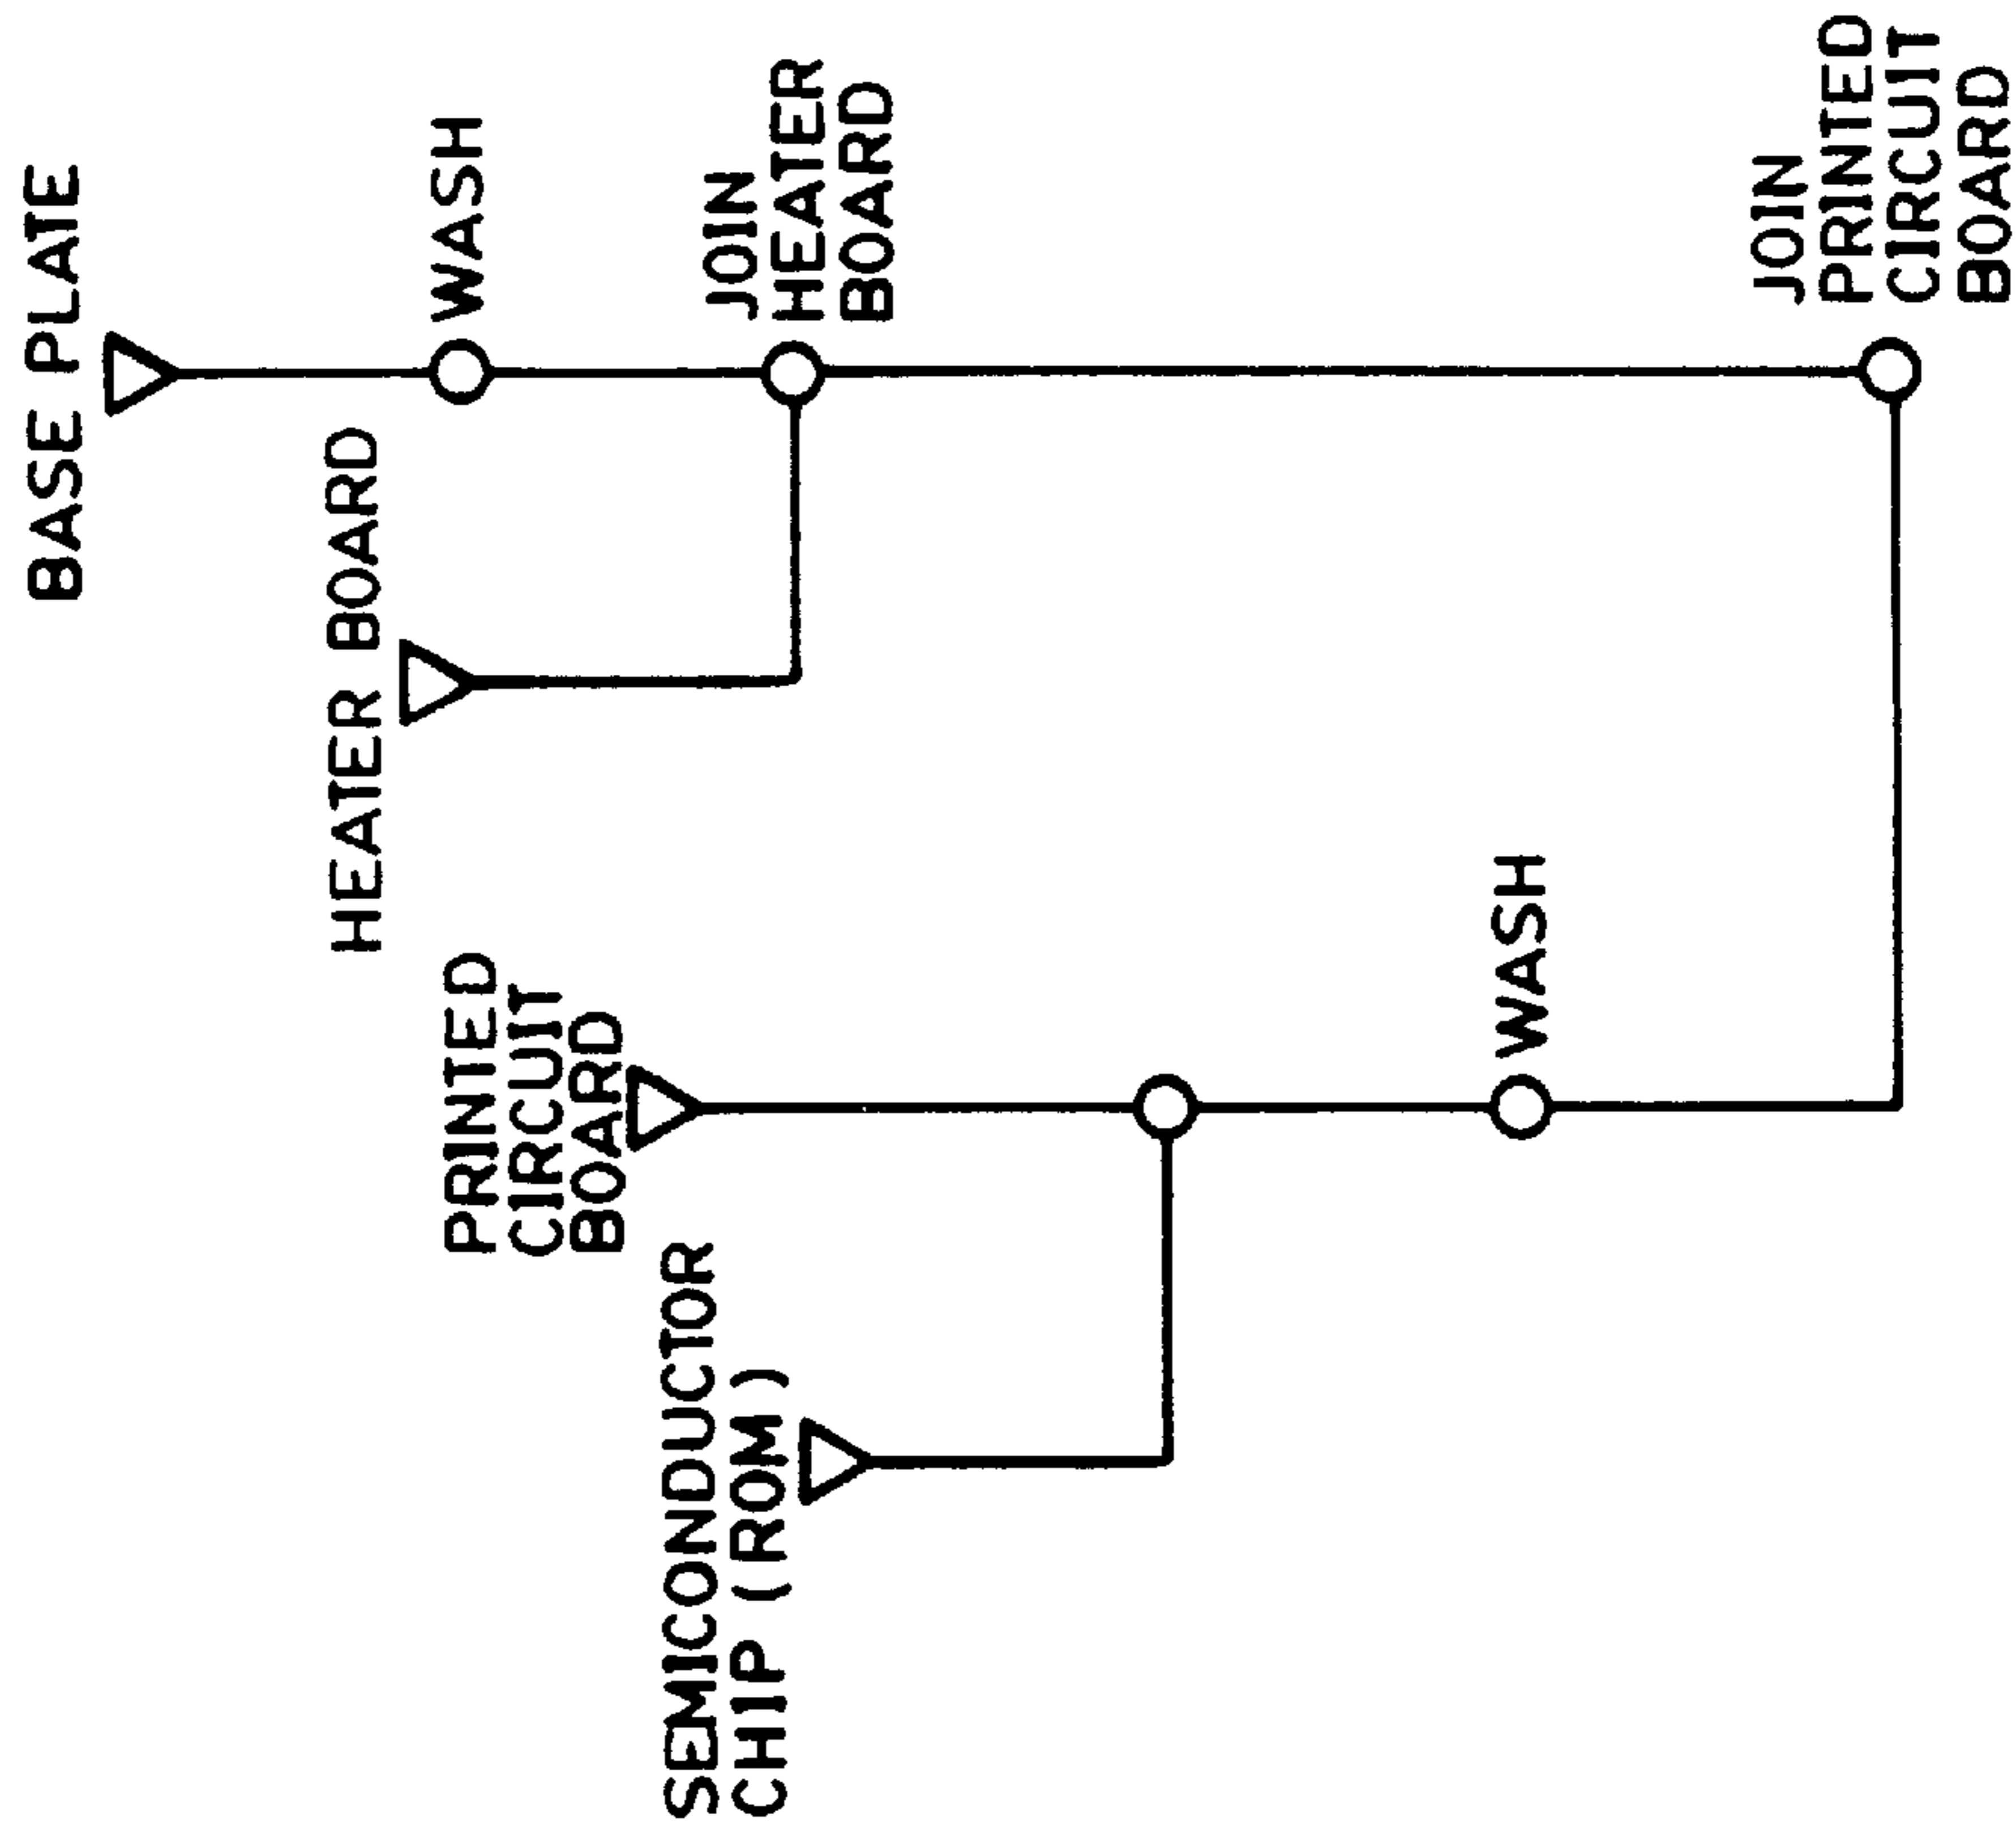 BASE PLATE
WASH
JOIN
HEATER
BOARD
JOIN
PRINTED
CIRCUIT
BOARD
HEATER BOARD
PRINTED
CIRCUIT
BOARD
WASH
SEMICONDUCTOR
CHIP (ROM)